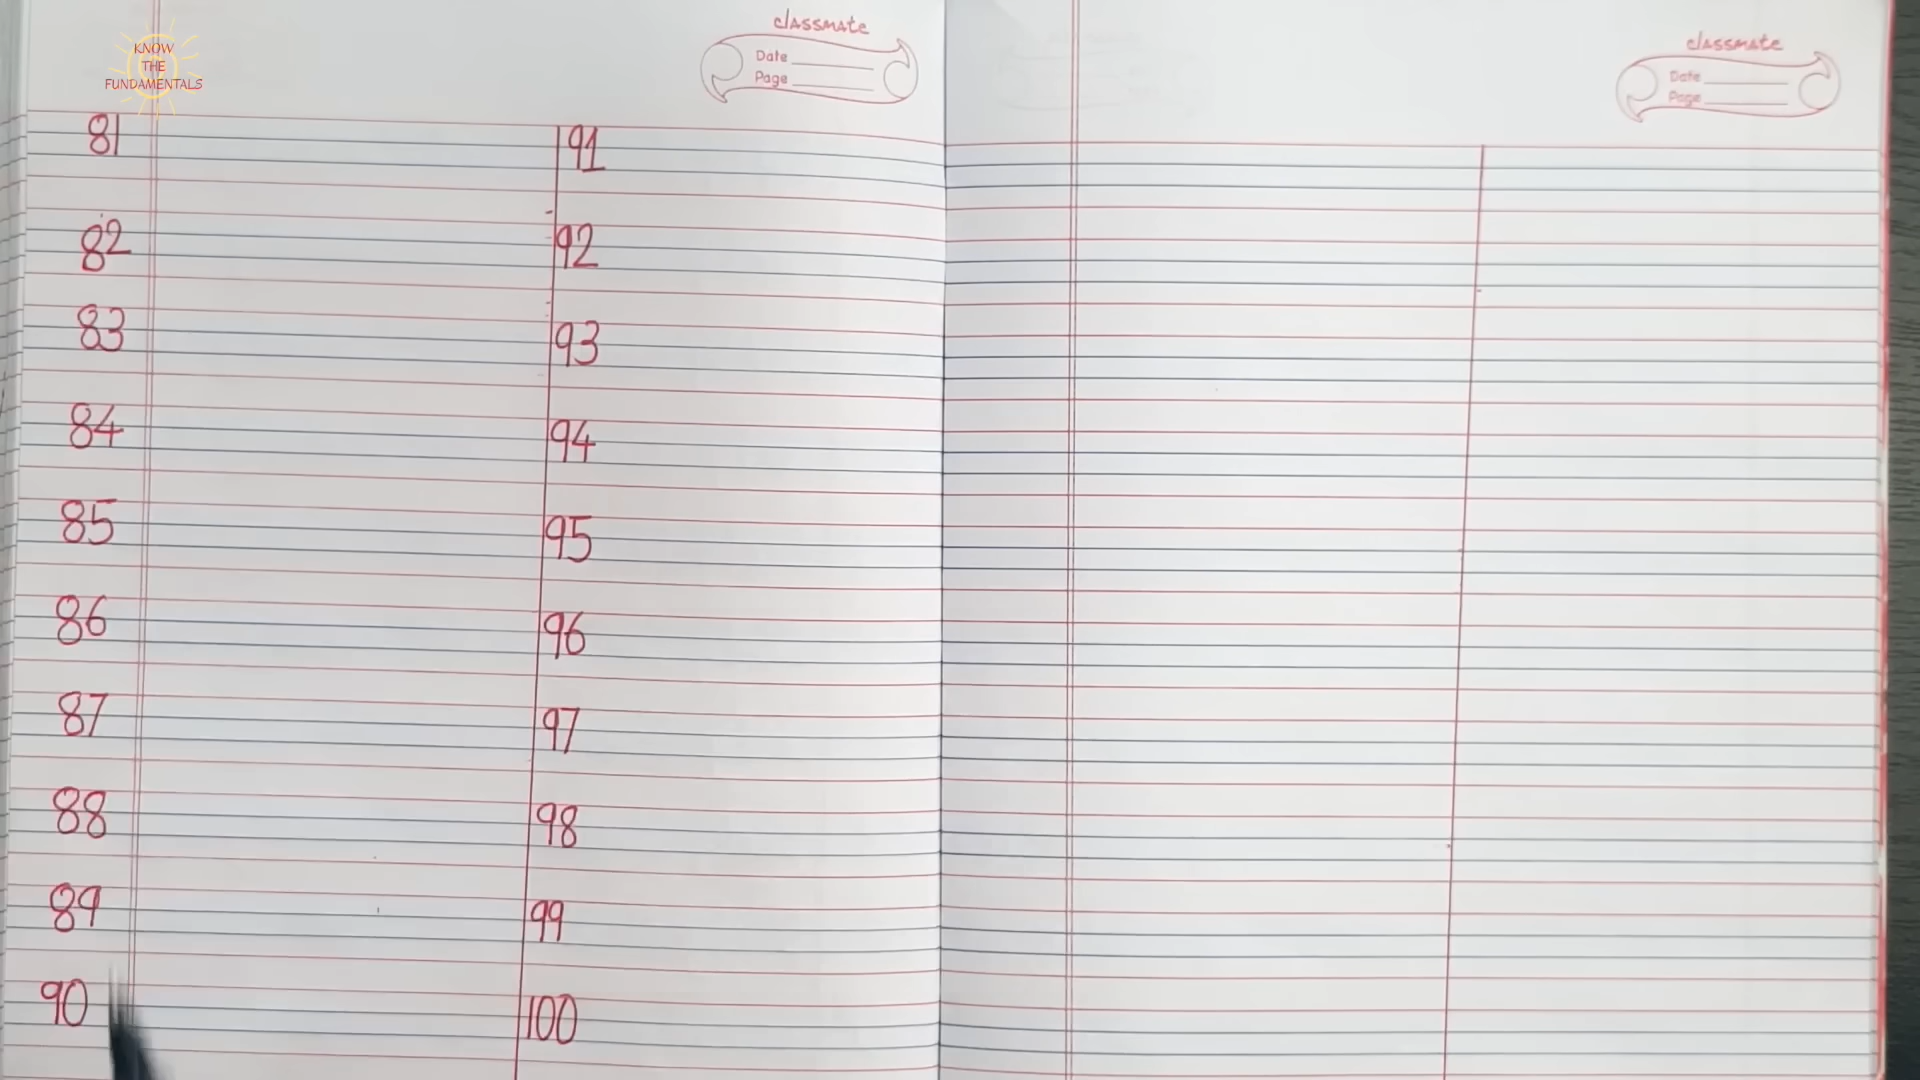 KNOW
THE
FUNDAMENTALS
classmate
Date
Page
classmate
Date
Page
81
82
83
84
85
86
87
88
89
90
91
92
93
94
95
96
97
98
99
100